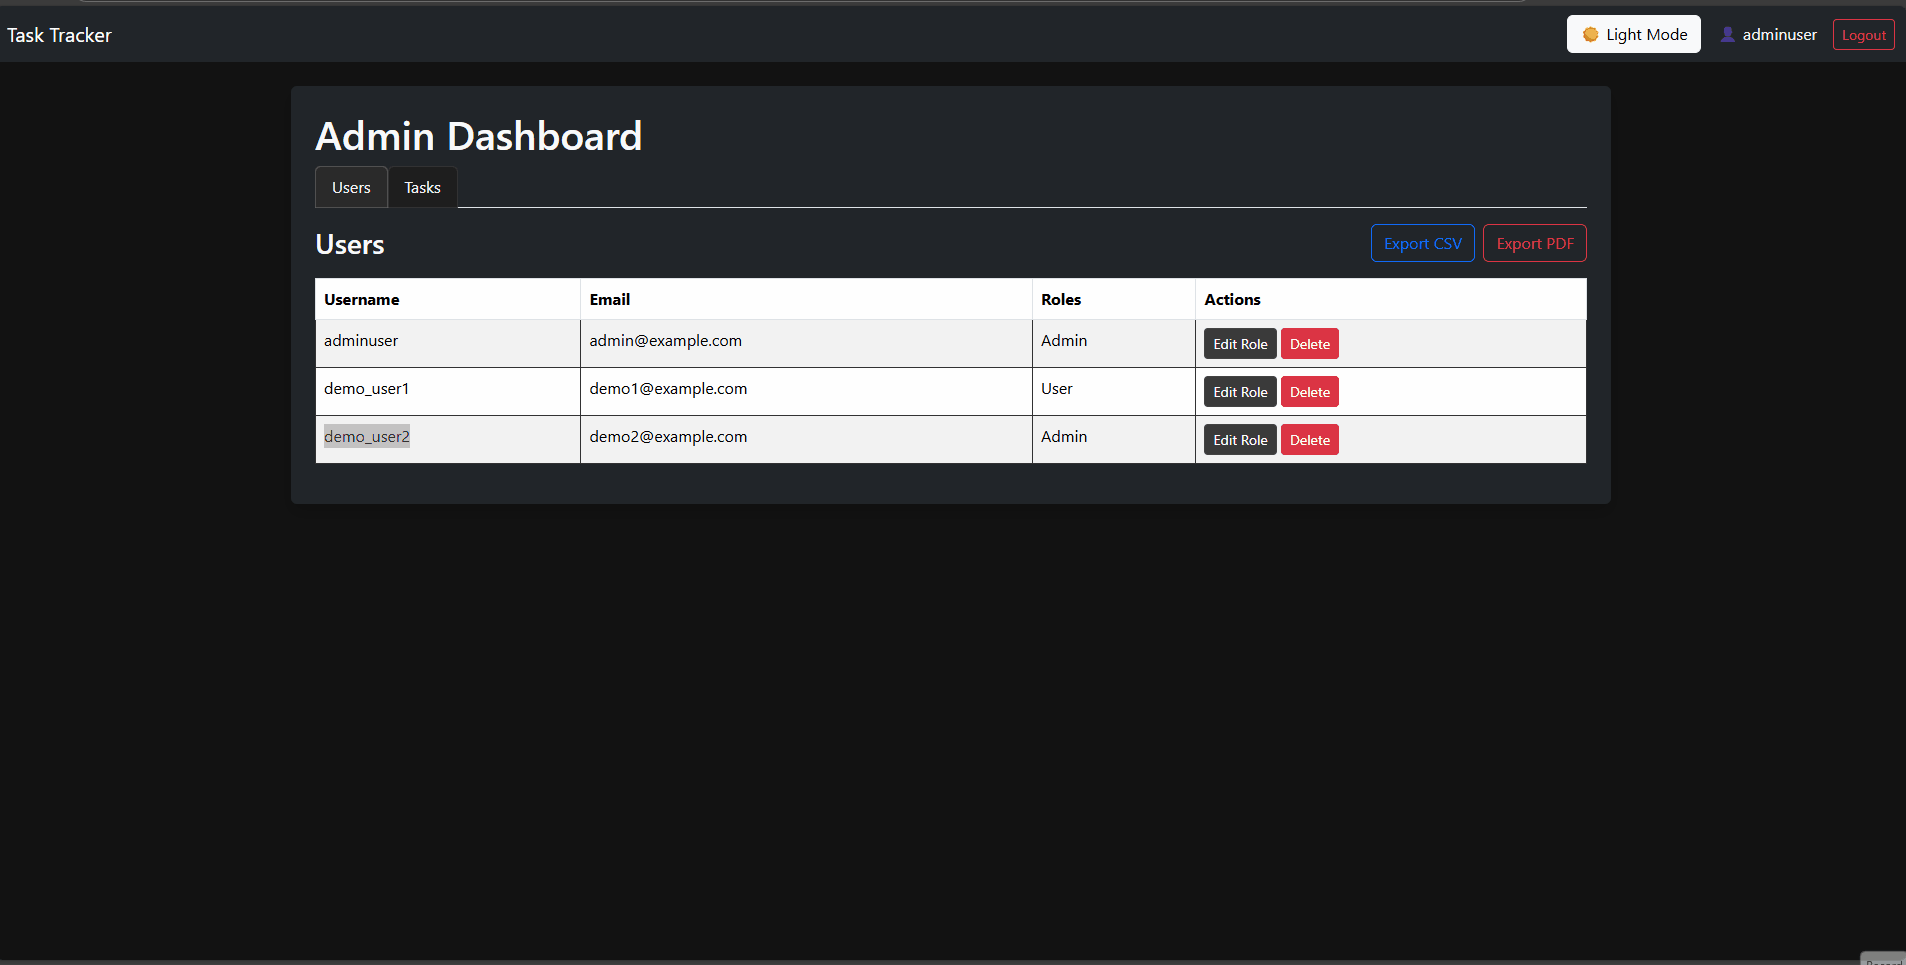 Task Tracker
Light Mode
adminuser
Logout
Admin Dashboard
Users Tasks
Users
Export CSV Export PDF
Username Email Roles Actions
adminuser admin@example.com Admin Edit Role Delete
demo_user1 demo1@example.com User Edit Role Delete
demo_user2 demo2@example.com Admin Edit Role Delete